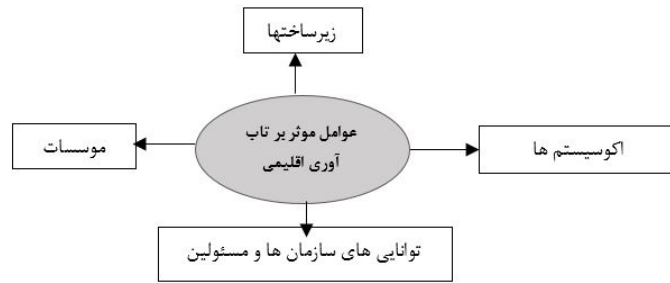 زیرساختها
عوامل موثر بر تاب
آوری اقلیمی
اکوسیستم ها
موسسات
توانایی های سازمان ها و مسئولین